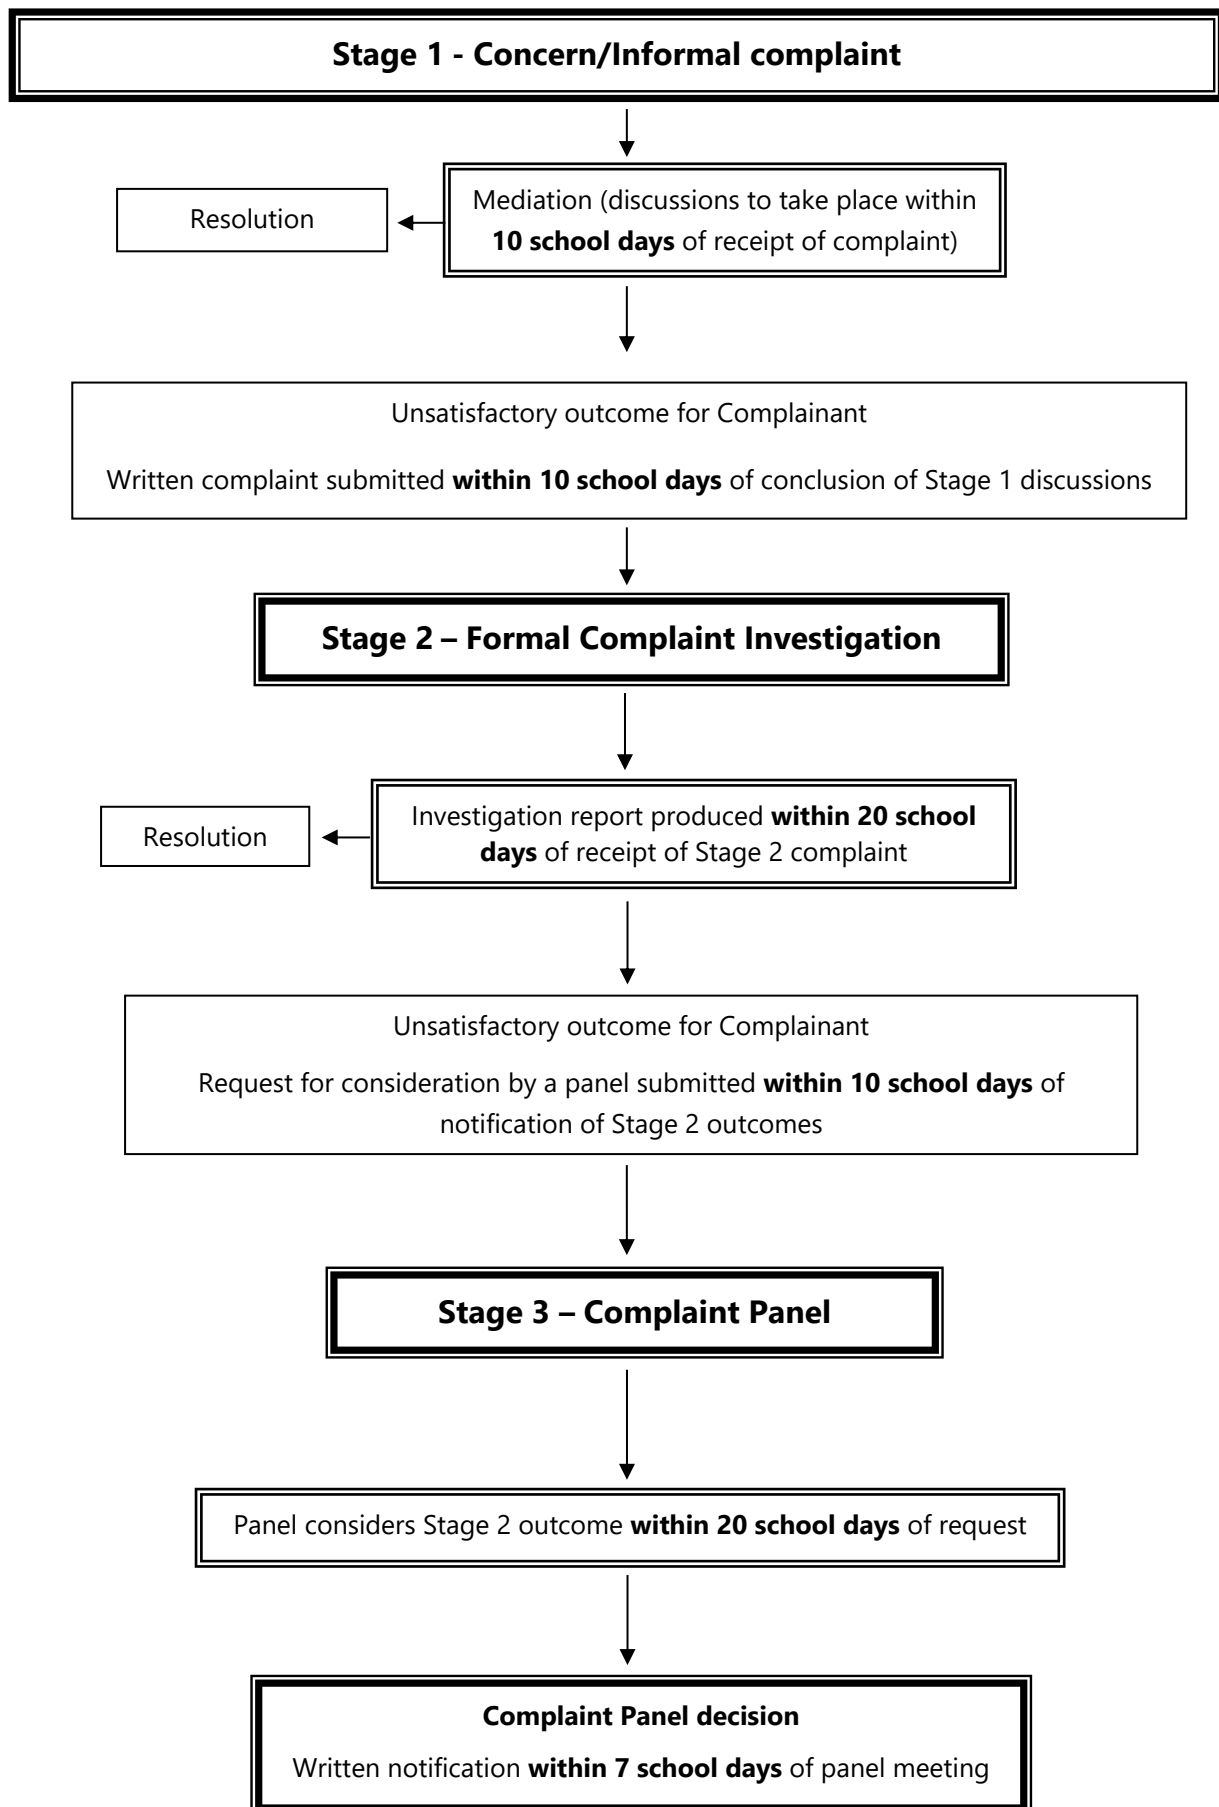 Stage 1 - Concern/Informal complaint
Mediation (discussions to take place within
10 school days of receipt of complaint)
Resolution
Unsatisfactory outcome for Complainant
Written complaint submitted within 10 school days of conclusion of Stage 1 discussions
Stage 2 – Formal Complaint Investigation
Investigation report produced within 20 school
days of receipt of Stage 2 complaint
Resolution
Unsatisfactory outcome for Complainant
Request for consideration by a panel submitted within 10 school days of
notification of Stage 2 outcomes
Stage 3 – Complaint Panel
Panel considers Stage 2 outcome within 20 school days of request
Complaint Panel decision
Written notification within 7 school days of panel meeting